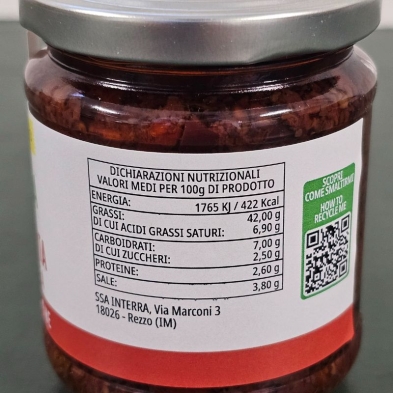 DICHIARAZIONI NUTRIZIONALI
VALORI MEDI PER 100g DI PRODOTTO
ENERGIA: 1765 KJ / 422 Kcal
GRASSI: 42,00 g
DI CUI ACIDI GRASSI SATURI: 6,90 g
CARBOIDRATI: 7,00 g
DI CUI ZUCCHERI: 2,50 g
PROTEINE: 2,60 g
SALE: 3,80 g
SSA INTERRA, Via Marconi 3
18026 - Rezzo (IM)
SCOPRI
COME SMALTIRMI
HOW TO
RECYCLE ME